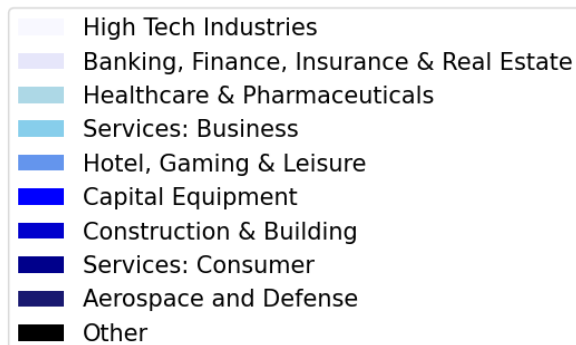 High Tech Industries
Banking, Finance, Insurance & Real Estate
Healthcare & Pharmaceuticals
Services: Business
Hotel, Gaming & Leisure
Capital Equipment
Construction & Building
Services: Consumer
Aerospace and Defense
Other